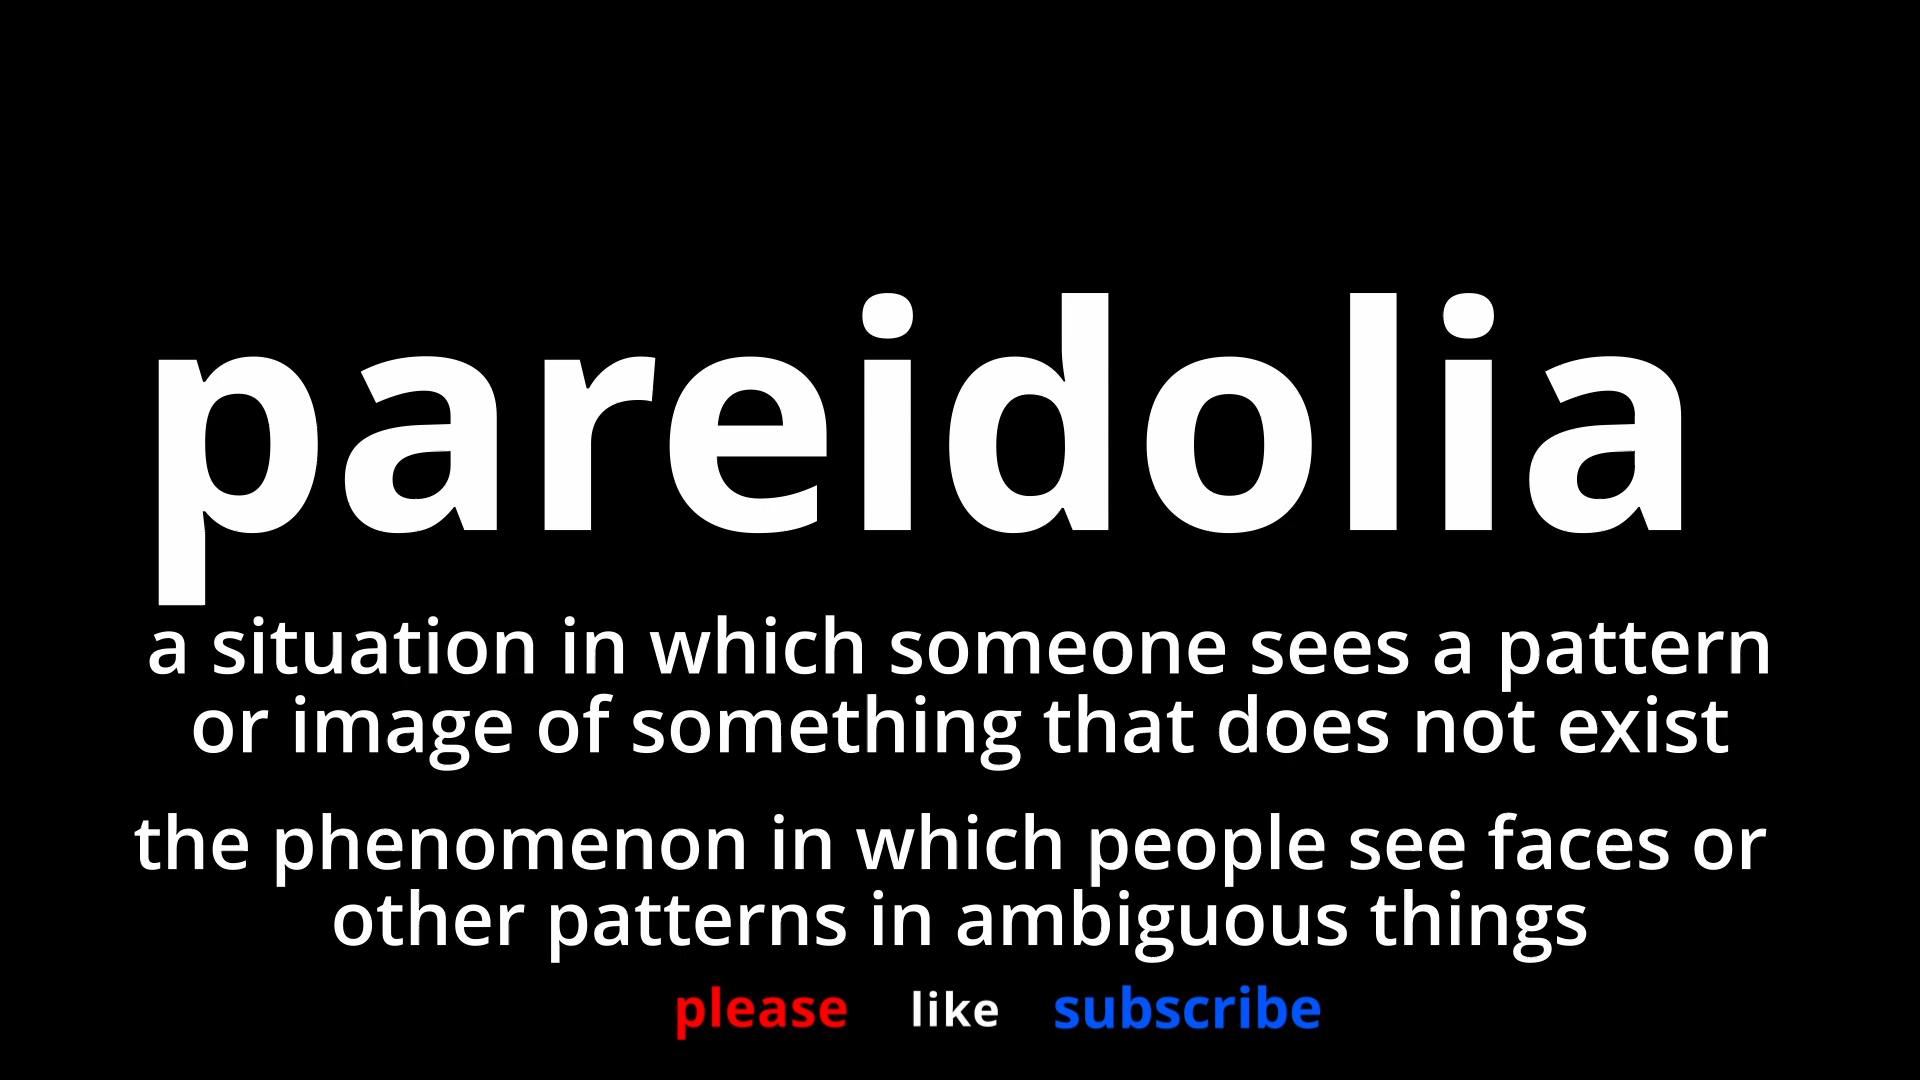 pareidolia
a situation in which someone sees a pattern
or image of something that does not exist
the phenomenon in which people see faces or
other patterns in ambiguous things
please like subscribe